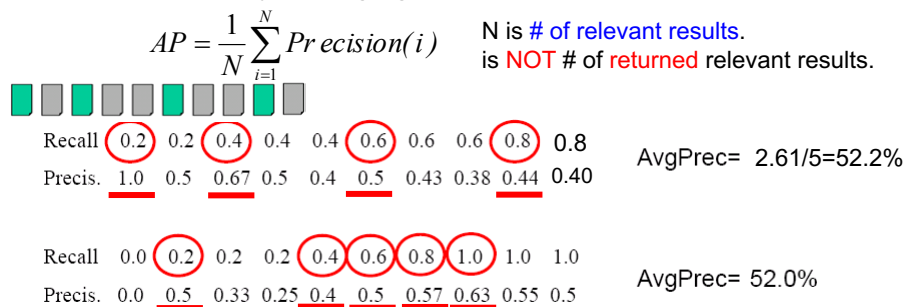 AP = \frac{1}{N} \sum_{i=1}^{N} Pr ecision(i)
N is # of relevant results.
is NOT # of returned relevant results.
Recall 0.2 0.2 0.4 0.4 0.4 0.6 0.6 0.6 0.8 0.8
Precis. 1.0 0.5 0.67 0.5 0.4 0.5 0.43 0.38 0.44 0.40
AvgPrec= 2.61/5=52.2%
Recall 0.0 0.2 0.2 0.2 0.4 0.6 0.8 1.0 1.0 1.0
Precis. 0.0 0.5 0.33 0.25 0.4 0.5 0.57 0.63 0.55 0.5
AvgPrec= 52.0%